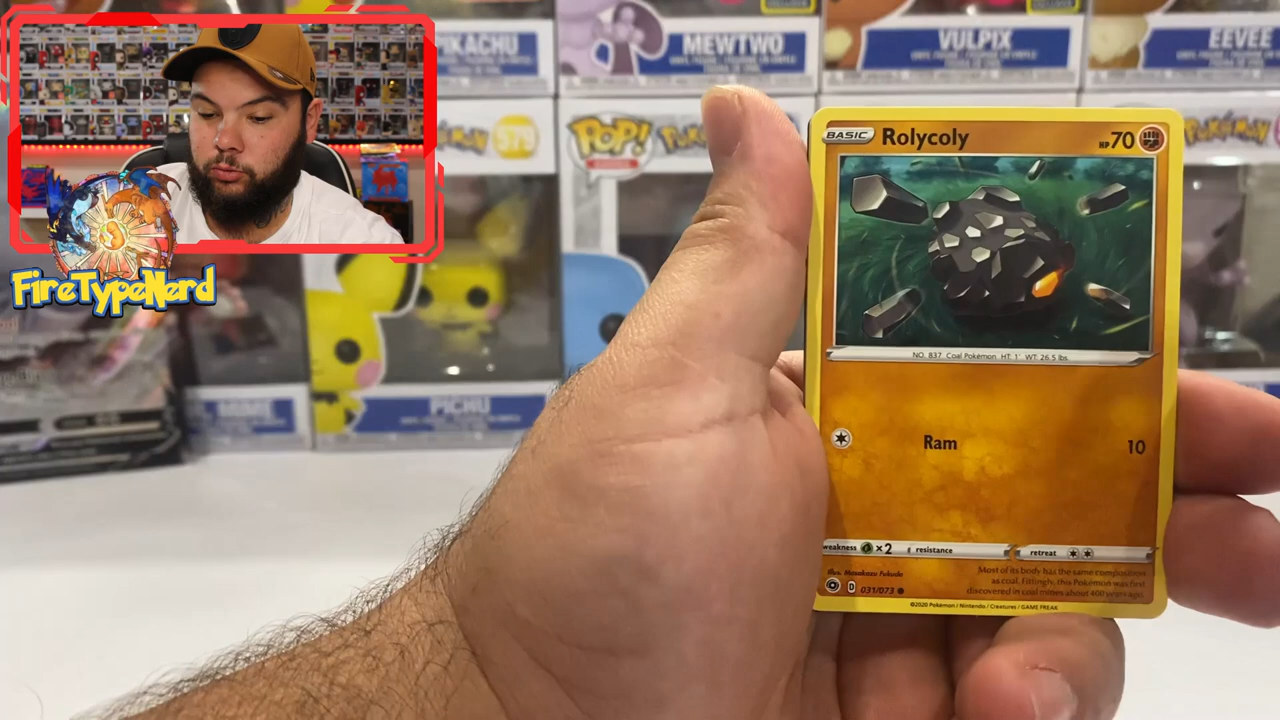 PIKACHU
MEWTWO
VULPIX
EEVEE
579
POP!
Pokémon
FireTypeNerd
PICHU
BASIC Rolycoly HP 70
NO. 837 Coal Pokémon HT: 1' WT: 26.5 lbs.
Ram 10
weakness ×2 resistance retreat
Illus. Masakazu Fukuda
D 031/073
Most of its body has the same composition
as coal. Fittingly, this Pokémon was first
discovered in coal mines about 400 years ago.
©2020 Pokémon / Nintendo / Creatures / GAME FREAK